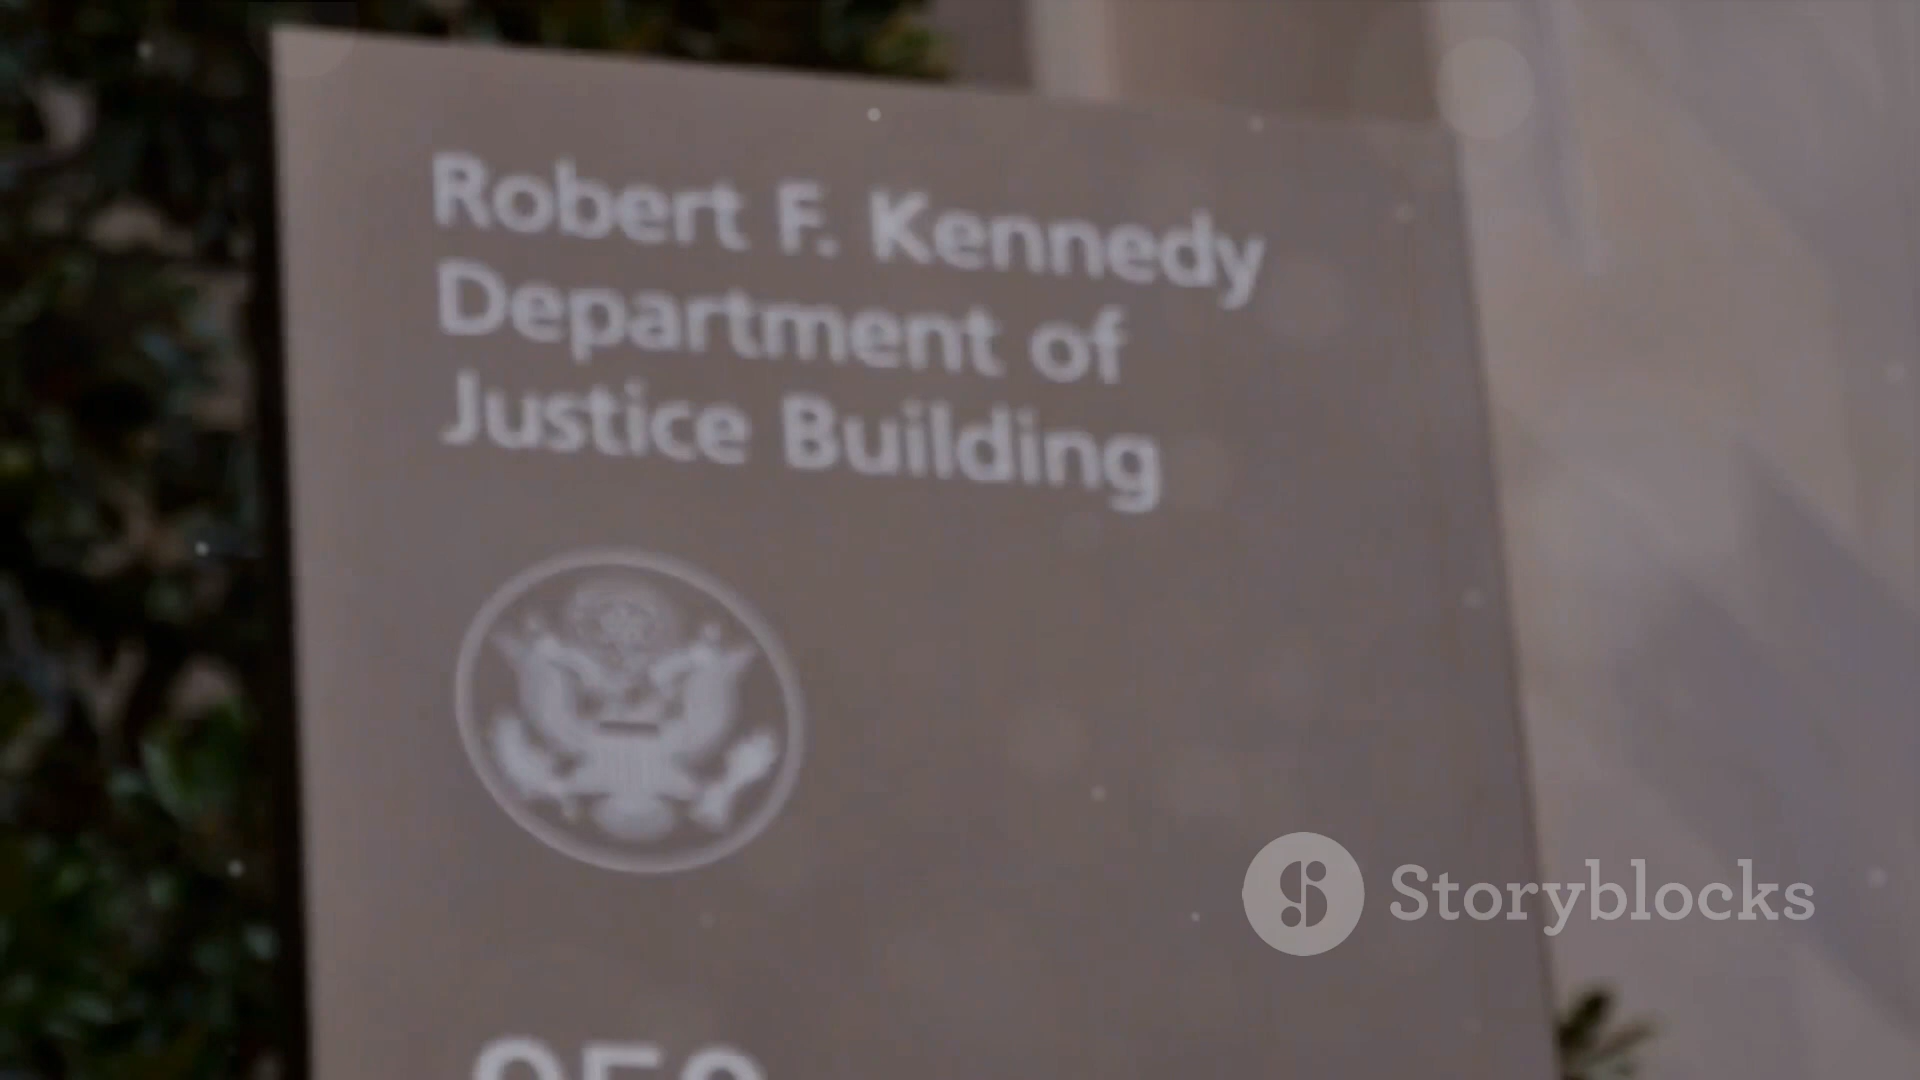 Robert F. Kennedy
Department of
Justice Building
Storyblocks